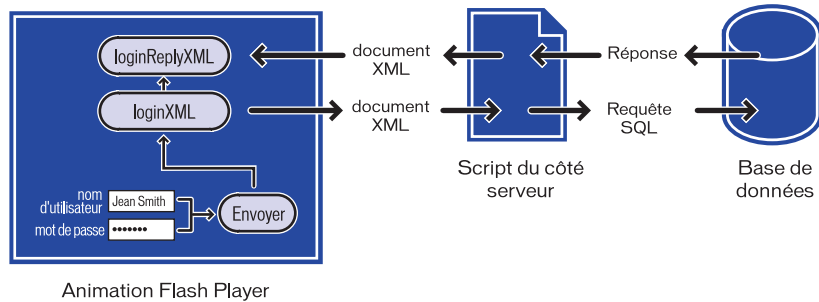 loginReplyXML
document
XML
Réponse
loginXML
document
XML
Requête
SQL
Script du côté
serveur
Base de
données
nom
d'utilisateur
Jean Smith
Envoyer
mot de passe
•••••••
Animation Flash Player